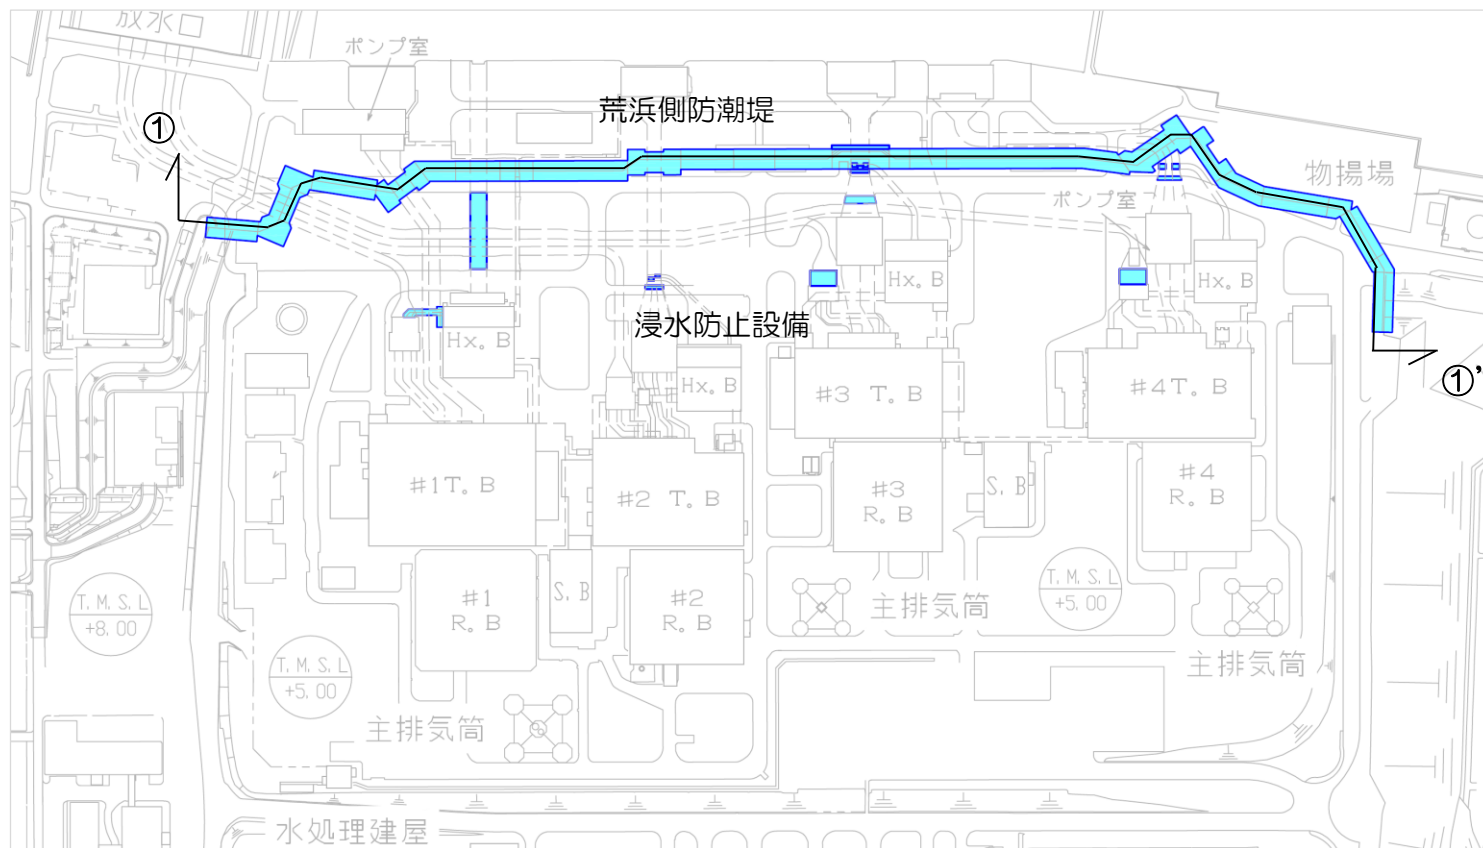 放水口
ポンプ室
荒浜側防潮堤
①
物揚場
ポンプ室
Hx. B
Hx. B
浸水防止設備
Hx. B
Hx. B
①'
#3 T. B
#4 T. B
#1 T. B
#2 T. B
#3
R. B
S. B
#4
R. B
T. M. S. L
+8. 00
#1
R. B
S. B
#2
R. B
主排気筒
T. M. S. L
+5. 00
T. M. S. L
+5. 00
主排気筒
主排気筒
水処理建屋